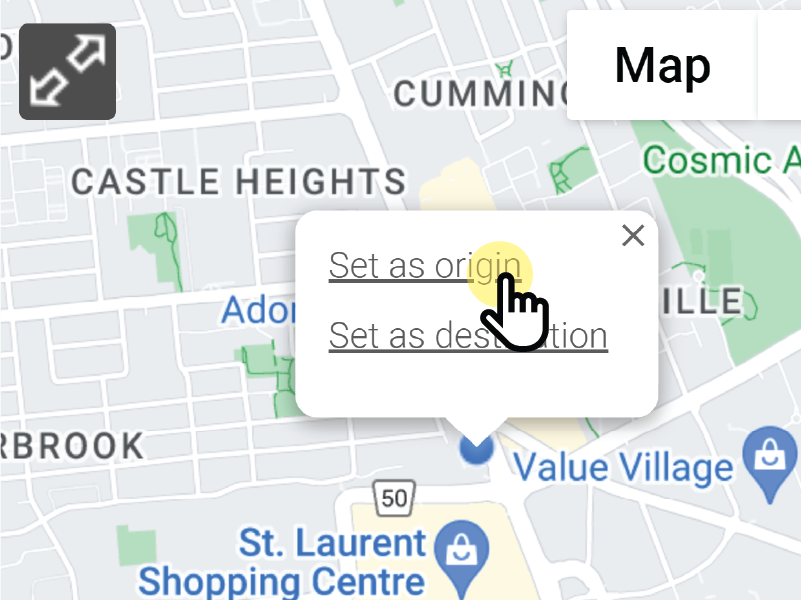 Map
CUMMING
Cosmic A
CASTLE HEIGHTS
Set as origin
Ador
ILLE
Set as destination
RBROOK
Value Village
50
St. Laurent
Shopping Centre